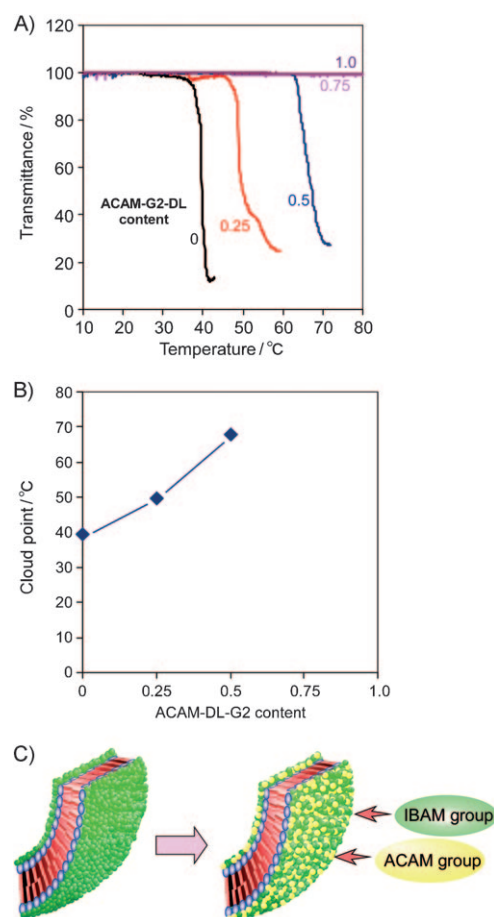 A)
Transmittance / %
120
100
80
60
40
20
0
1.0
0.75
ACAM-G2-DL
content
0
0.25
0.5
10 20 30 40 50 60 70 80
Temperature / °C
B)
Cloud point / °C
80
70
60
50
40
30
20
10
0
0 0.25 0.5 0.75 1.0
ACAM-DL-G2 content
C)
IBAM group
ACAM group